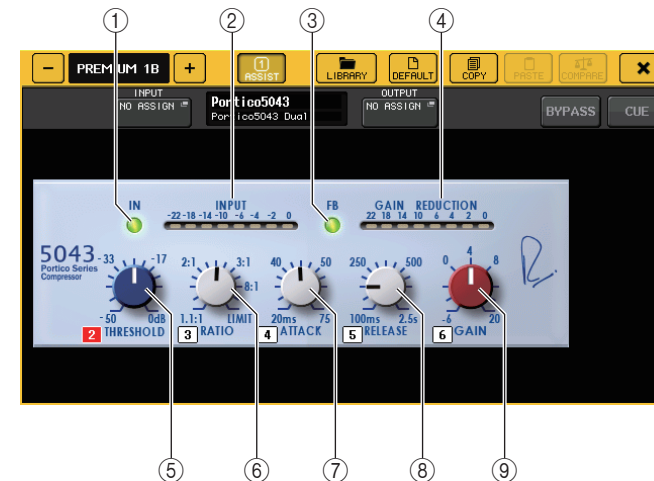 ① ② ③ ④
− PREMIUM 1B + 1 ASSIST LIBRARY DEFAULT COPY PASTE COMPARE ×
INPUT
NO ASSIGN
Portico5043
Portico5043 Dual
OUTPUT
NO ASSIGN
BYPASS CUE
IN INPUT FB GAIN REDUCTION
-22 -18 -14 -10 -6 -4 -2 0
22 18 14 10 6 4 2 0
5043
Portico Series
Compressor
-33 -17
-50 0dB
2 THRESHOLD
2:1 3:1
8:1
1.1:1 LIMIT
3 RATIO
40 50
20ms 75
4 ATTACK
250 500
100ms 2.5s
5 RELEASE
0 4 8
-6 20
6 GAIN
⑤ ⑥ ⑦ ⑧ ⑨